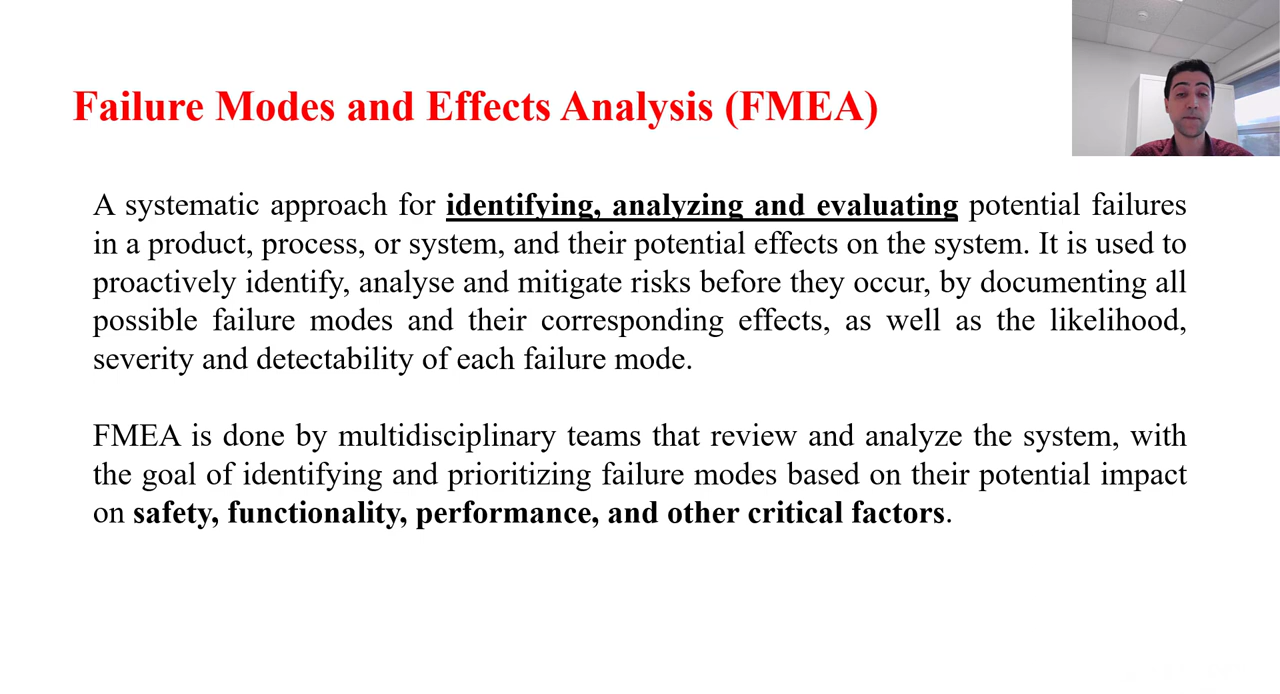 Failure Modes and Effects Analysis (FMEA)
A systematic approach for identifying, analyzing and evaluating potential failures
in a product, process, or system, and their potential effects on the system. It is used to
proactively identify, analyse and mitigate risks before they occur, by documenting all
possible failure modes and their corresponding effects, as well as the likelihood,
severity and detectability of each failure mode.
FMEA is done by multidisciplinary teams that review and analyze the system, with
the goal of identifying and prioritizing failure modes based on their potential impact
on safety, functionality, performance, and other critical factors.